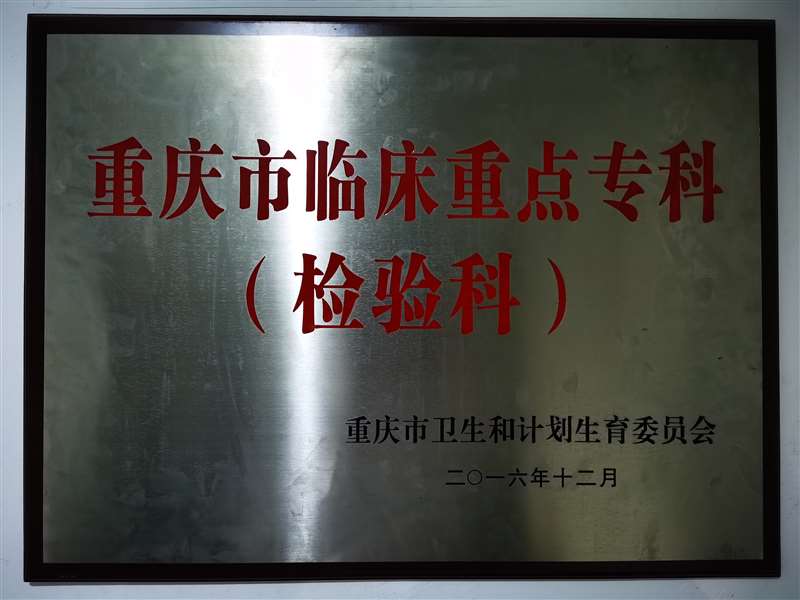 重庆市临床重点专科
（检验科）
重庆市卫生和计划生育委员会
二〇一六年十二月